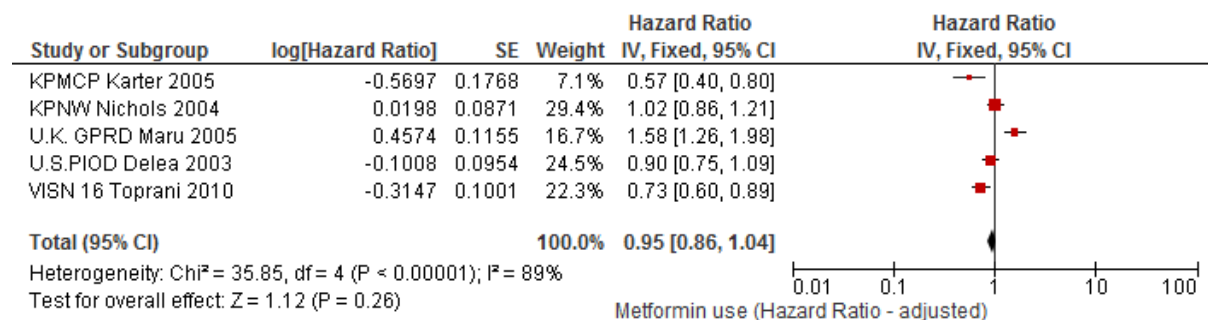 Hazard Ratio Hazard Ratio
Study or Subgroup log[Hazard Ratio] SE Weight IV, Fixed, 95% CI IV, Fixed, 95% CI
KPMCP Karter 2005 -0.5697 0.1768 7.1% 0.57 [0.40, 0.80]
KPNW Nichols 2004 0.0198 0.0871 29.4% 1.02 [0.86, 1.21]
U.K. GPRD Maru 2005 0.4574 0.1155 16.7% 1.58 [1.26, 1.98]
U.S.PIOD Delea 2003 -0.1008 0.0954 24.5% 0.90 [0.75, 1.09]
VISN 16 Toprani 2010 -0.3147 0.1001 22.3% 0.73 [0.60, 0.89]
Total (95% CI) 100.0% 0.95 [0.86, 1.04]
Heterogeneity: Chi² = 35.85, df = 4 (P < 0.00001); I² = 89%
Test for overall effect: Z = 1.12 (P = 0.26)
0.01 0.1 1 10 100
Metformin use (Hazard Ratio - adjusted)